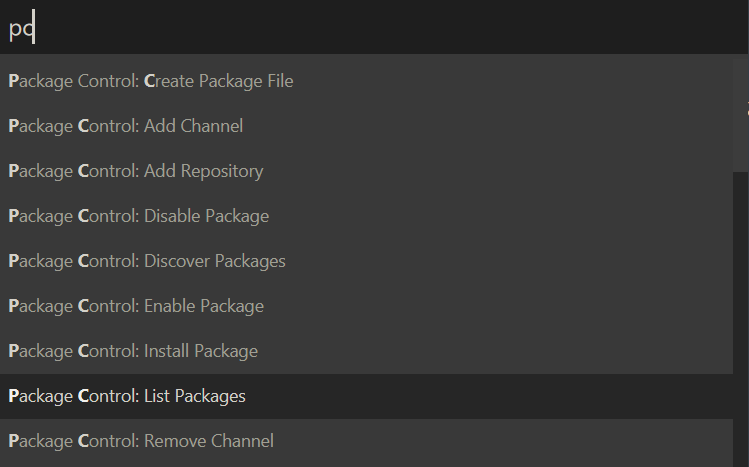 pc
Package Control: Create Package File
Package Control: Add Channel
Package Control: Add Repository
Package Control: Disable Package
Package Control: Discover Packages
Package Control: Enable Package
Package Control: Install Package
Package Control: List Packages
Package Control: Remove Channel